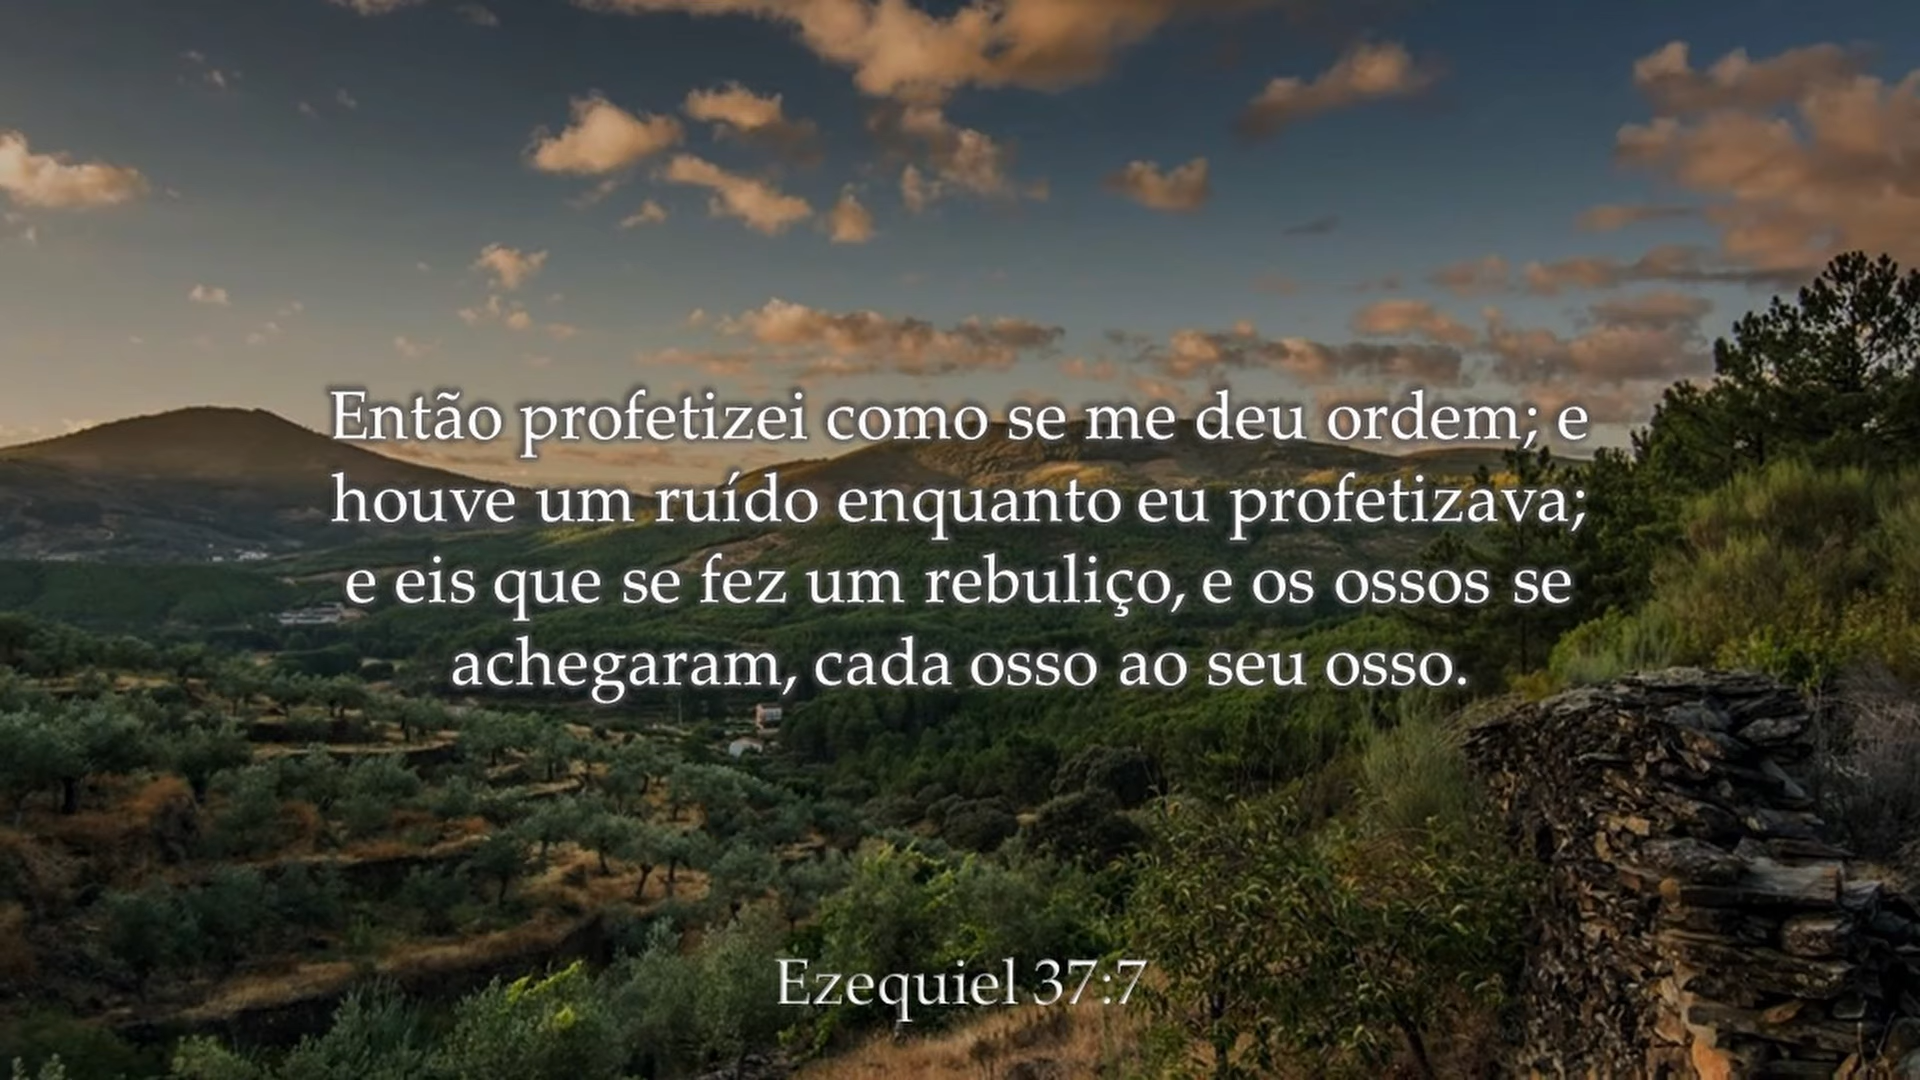 Então profetizei como se me deu ordem; e
houve um ruído enquanto eu profetizava;
e eis que se fez um rebuliço, e os ossos se
achegaram, cada osso ao seu osso.
Ezequiel 37:7